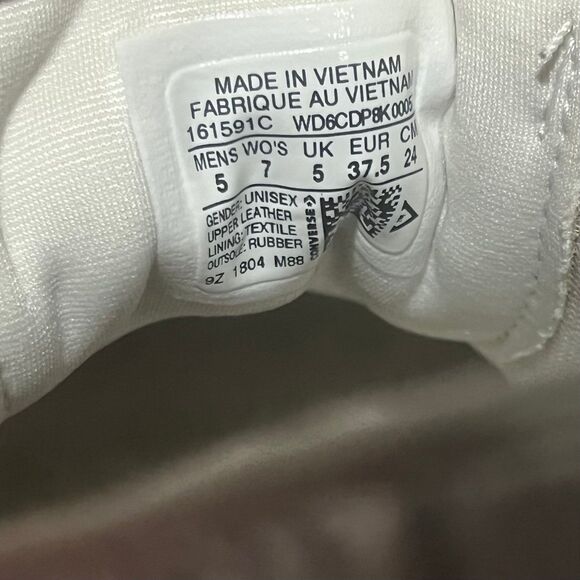 MADE IN VIETNAM
FABRIQUE AU VIETNAM
161591C WD6CDP8K0005
MENS WO'S UK EUR CM
5 7 5 37.5 24
GENDER: UNISEX
UPPER: LEATHER
LINING: TEXTILE
OUTSOLE: RUBBER
9Z 1804 M88
CONVERSE